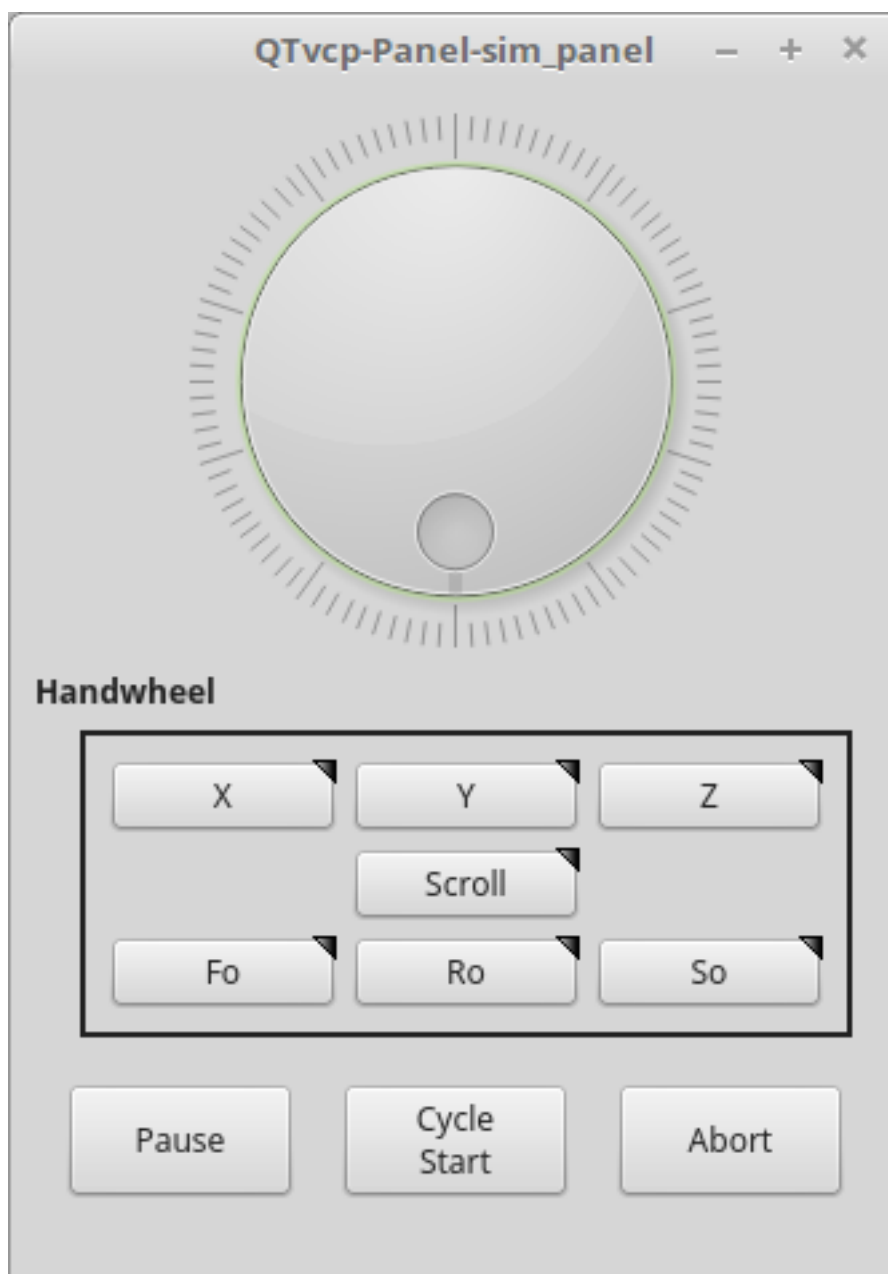 QTvcp-Panel-sim_panel
Handwheel
X Y Z
Scroll
Fo Ro So
Pause Cycle Start Abort